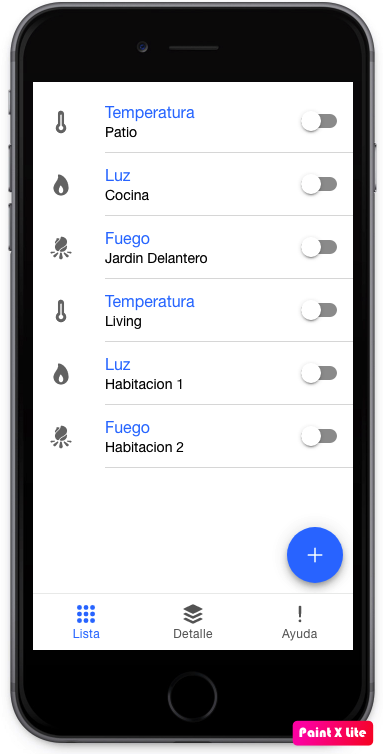 Temperatura
Patio
Luz
Cocina
Fuego
Jardin Delantero
Temperatura
Living
Luz
Habitacion 1
Fuego
Habitacion 2
Lista Detalle Ayuda
Paint X Lite